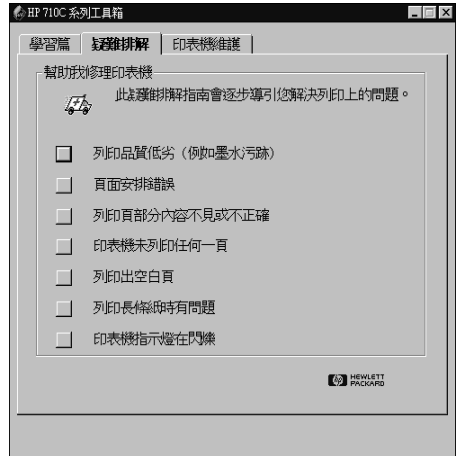 HP 710C 系列工具箱
學習篇 疑難排解 印表機維護
幫助我修理印表機
此疑難排解指南會逐步導引您解決列印上的問題。
列印品質低劣（例如墨水污跡）
頁面安排錯誤
列印頁部分內容不見或不正確
印表機未列印任何一頁
列印出空白頁
列印長條紙時有問題
印表機指示燈在閃爍
hp HEWLETT
PACKARD